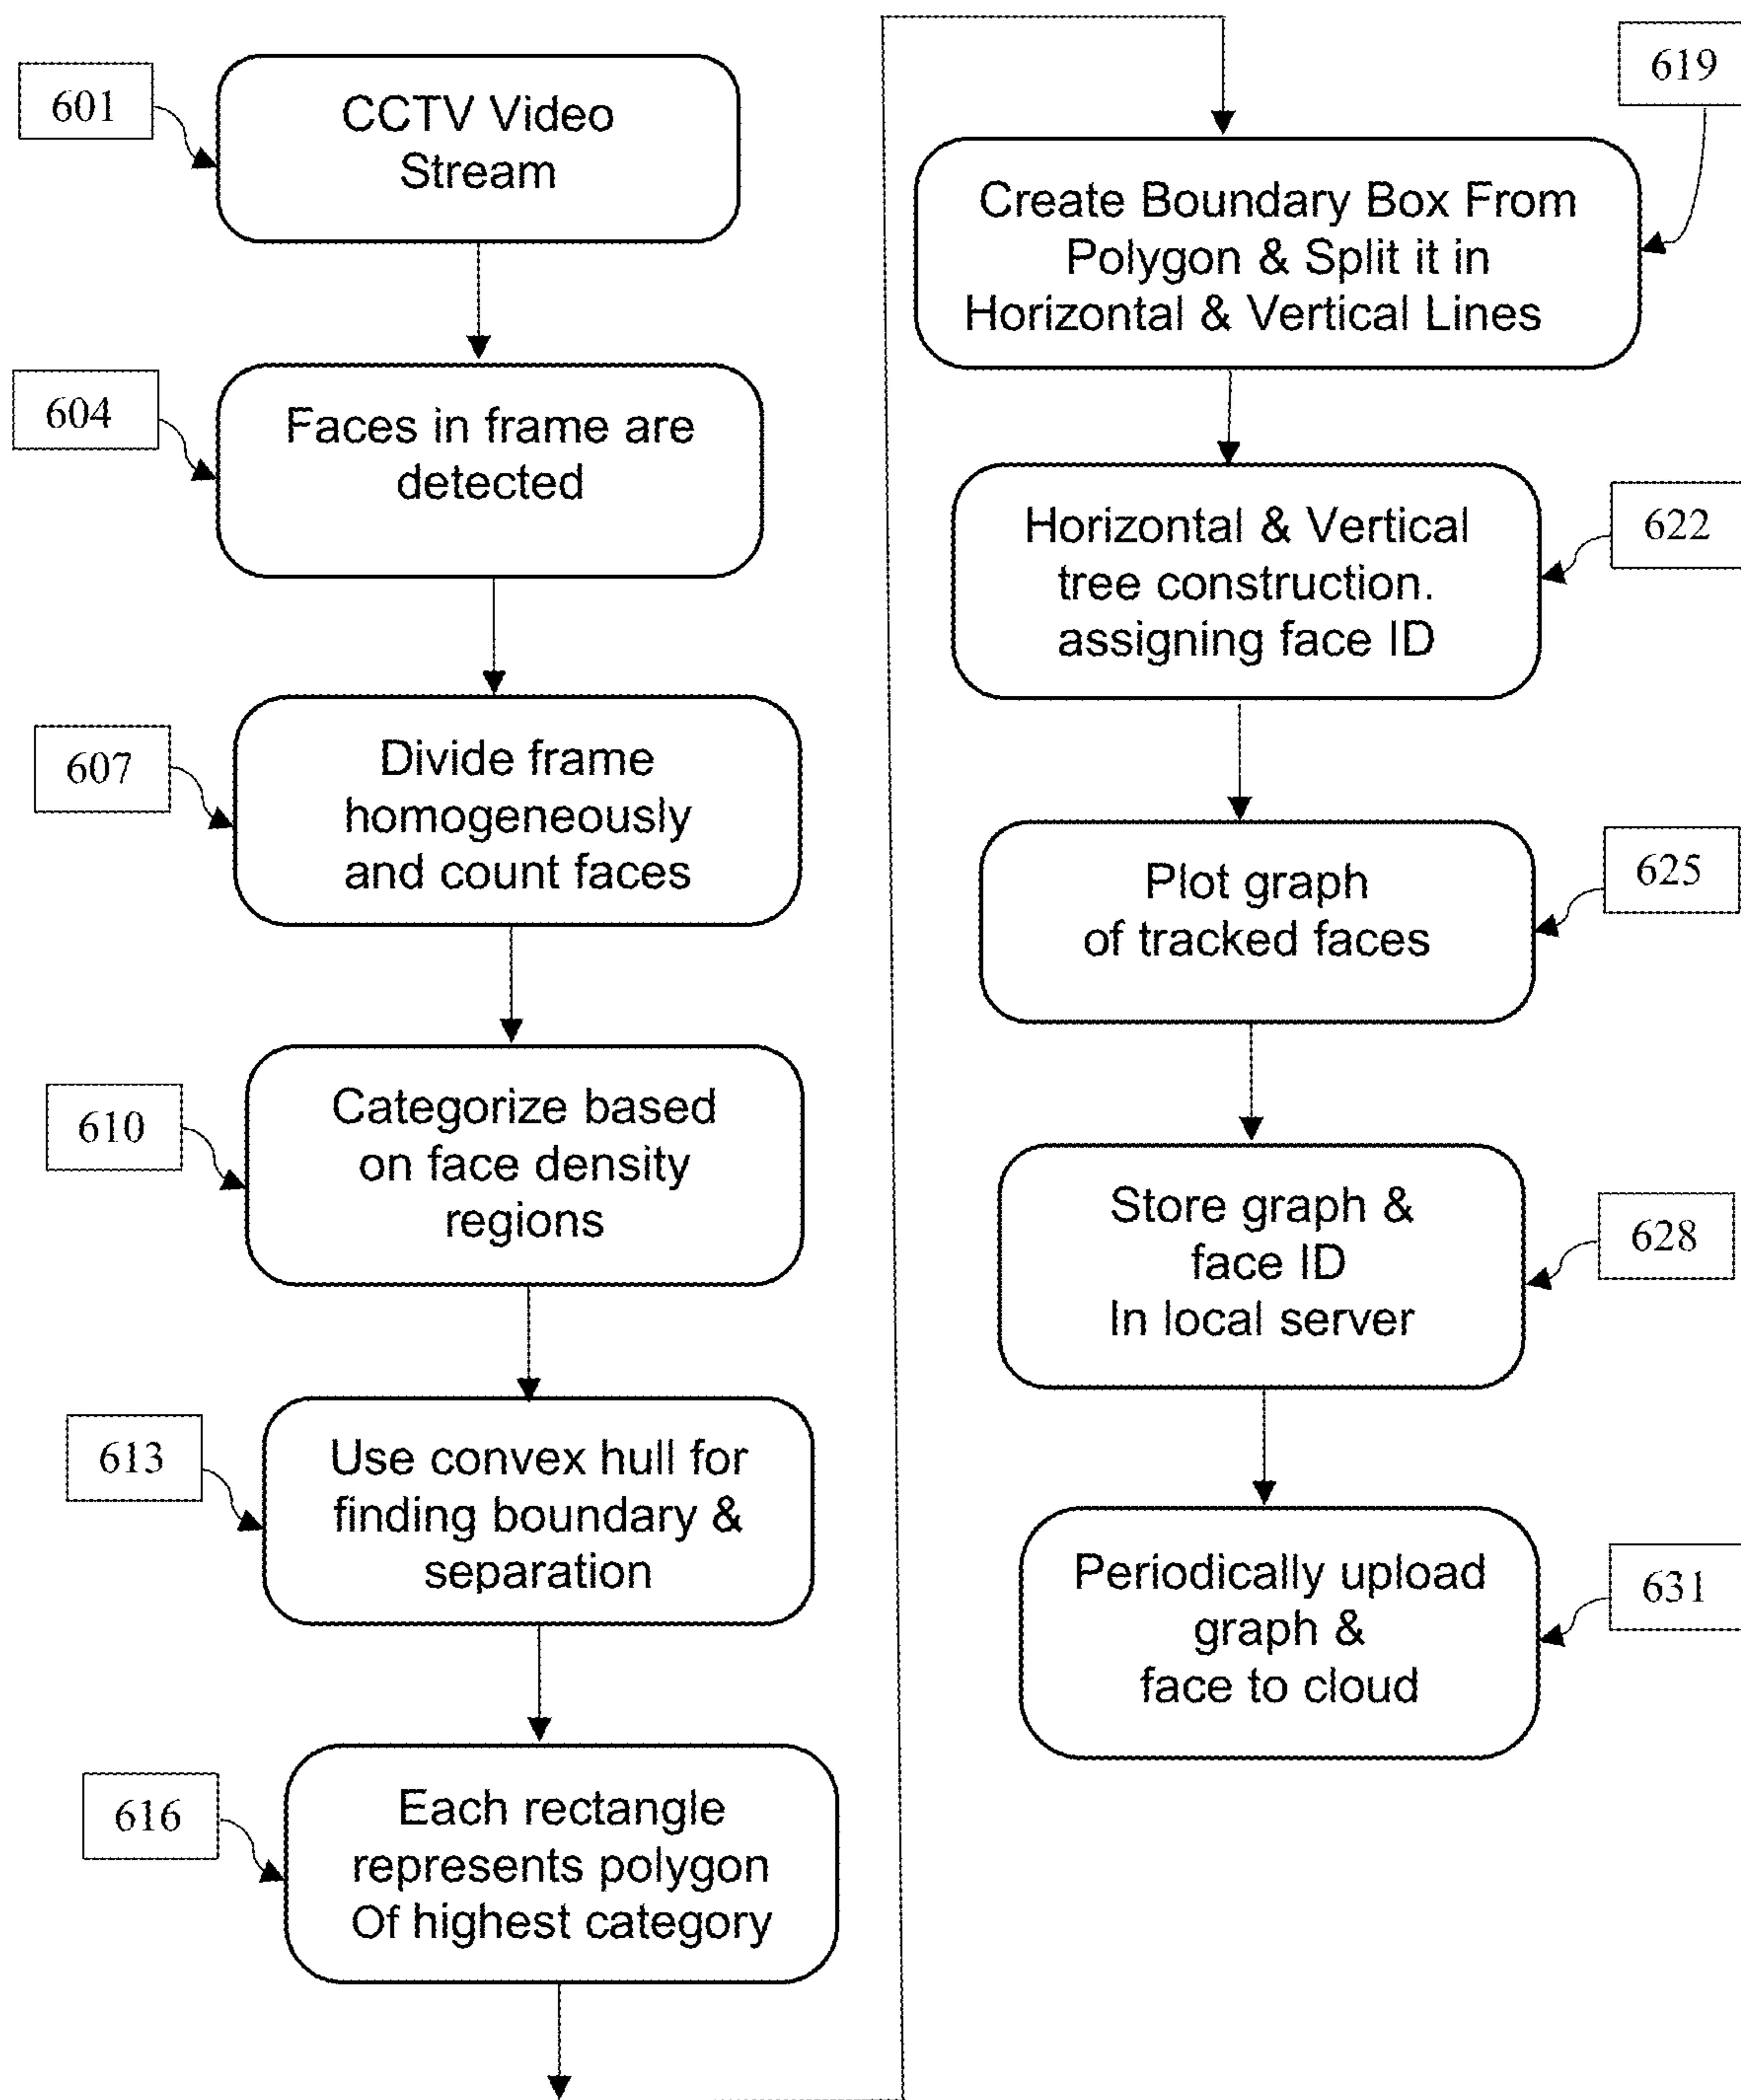 601
CCTV Video
Stream
604
Faces in frame are
detected
607
Divide frame
homogeneously
and count faces
610
Categorize based
on face density
regions
613
Use convex hull for
finding boundary &
separation
616
Each rectangle
represents polygon
Of highest category
619
Create Boundary Box From
Polygon & Split it in
Horizontal & Vertical Lines
622
Horizontal & Vertical
tree construction.
assigning face ID
625
Plot graph
of tracked faces
628
Store graph &
face ID
In local server
631
Periodically upload
graph &
face to cloud